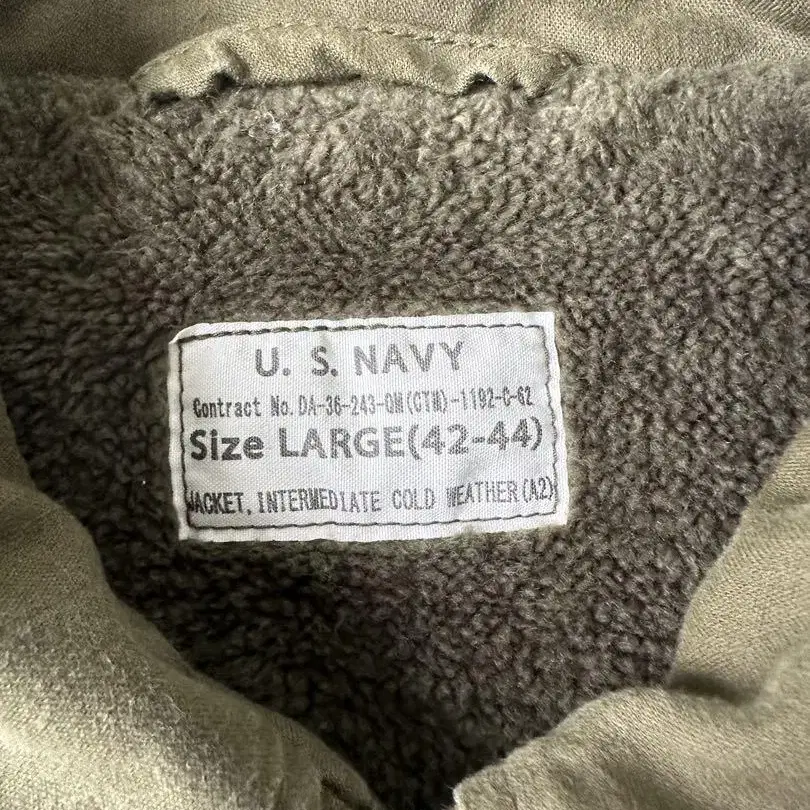 U. S. NAVY
Contract No. DA-36-243-QM(CTM)-1192-C-62
Size LARGE(42-44)
JACKET, INTERMEDIATE COLD WEATHER(A2)